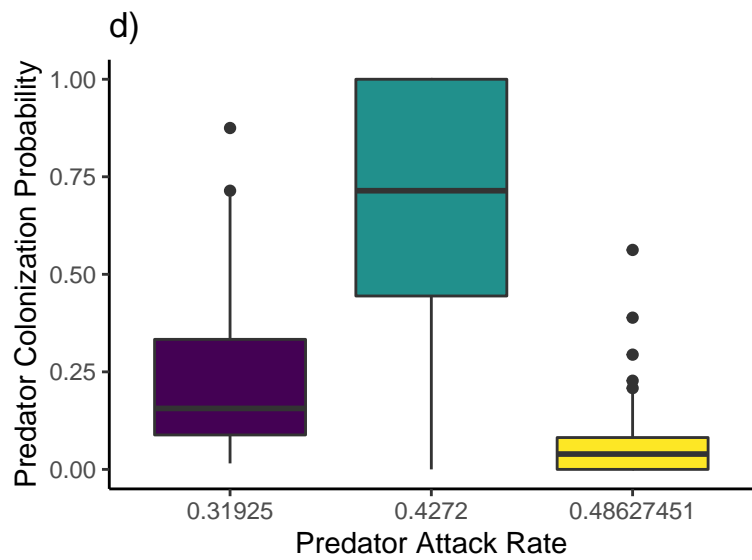 d)
Predator Colonization Probability
1.00
0.75
0.50
0.25
0.00
0.31925
0.4272
0.48627451
Predator Attack Rate